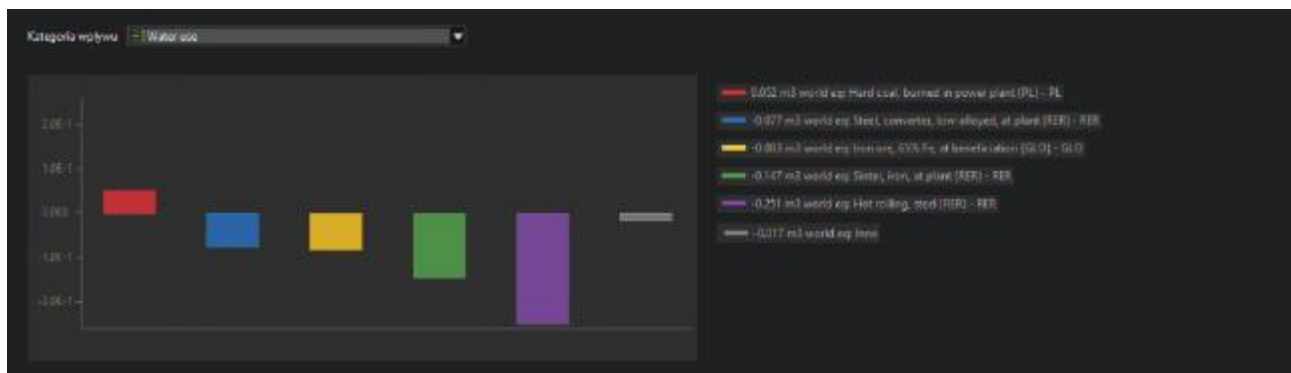 Kategoria wpływu Water use
2.0E-1
1.0E-1
0.0E0
-1.0E-1
-2.0E-1
0.052 m3 world eq: Hard coal, burned in power plant (PL) - PL
-0.077 m3 world eq: Steel, converter, low-alloyed, at plant (RER) - RER
m3 world eq: Iron ore, 65% Fe, at beneficiation (GLO) - GLO
-0.147 m3 world eq: Sinter, iron, at plant (RER) - RER
-0.251 m3 world eq: Hot rolling, steel (RER) - RER
-0.017 m3 world eq: Inne